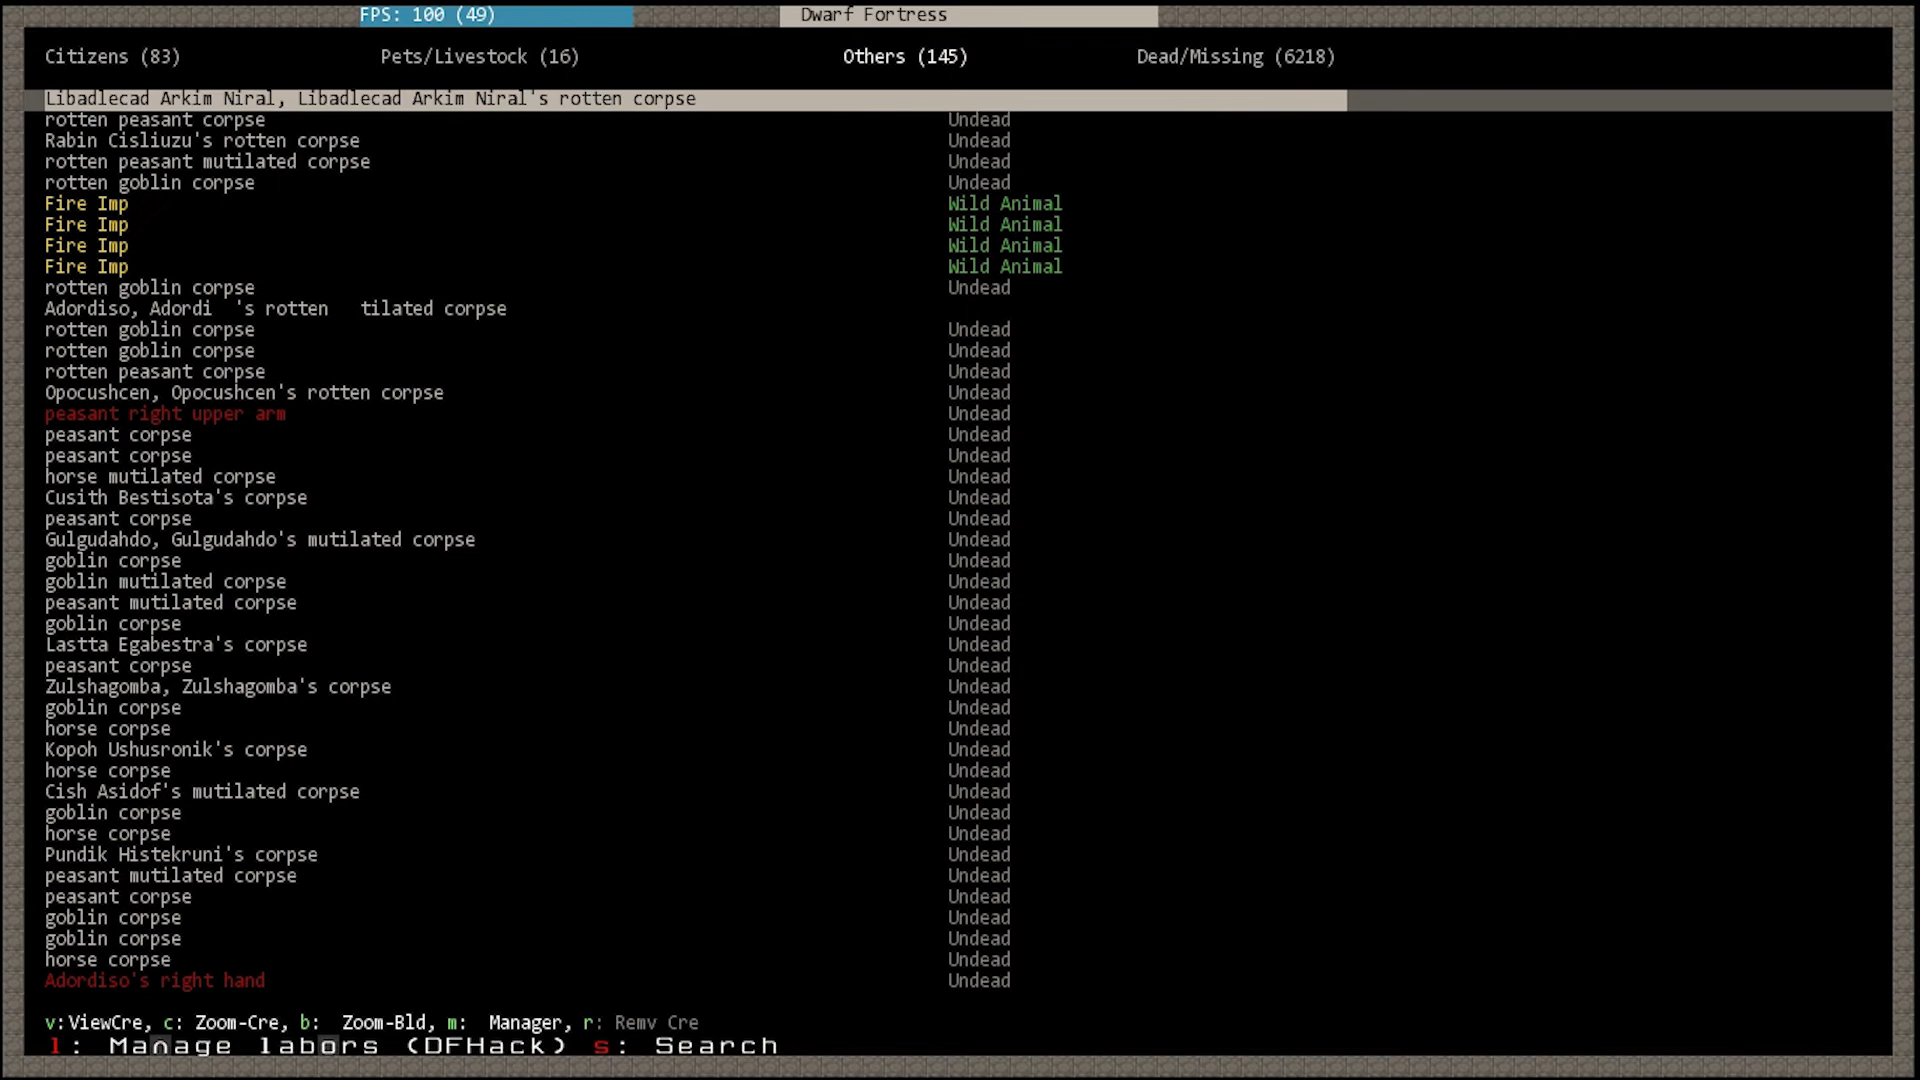 FPS: 100 (49) Dwarf Fortress
Citizens (83) Pets/Livestock (16) Others (145) Dead/Missing (6218)
Libadlecad Arkim Niral, Libadlecad Arkim Niral's rotten corpse
rotten peasant corpse Undead
Rabin Cisliuzu's rotten corpse Undead
rotten peasant mutilated corpse Undead
rotten goblin corpse Undead
Fire Imp Wild Animal
Fire Imp Wild Animal
Fire Imp Wild Animal
Fire Imp Wild Animal
rotten goblin corpse Undead
Adordiso, Adordi 's rotten tilated corpse
rotten goblin corpse Undead
rotten goblin corpse Undead
rotten peasant corpse Undead
Opocushcen, Opocushcen's rotten corpse Undead
peasant right upper arm Undead
peasant corpse Undead
peasant corpse Undead
horse mutilated corpse Undead
Cusith Bestisota's corpse Undead
peasant corpse Undead
Gulgudahdo, Gulgudahdo's mutilated corpse Undead
goblin corpse Undead
goblin mutilated corpse Undead
peasant mutilated corpse Undead
goblin corpse Undead
Lastta Egabestra's corpse Undead
peasant corpse Undead
Zulshagomba, Zulshagomba's corpse Undead
goblin corpse Undead
horse corpse Undead
Kopoh Ushusronik's corpse Undead
horse corpse Undead
Cish Asidof's mutilated corpse Undead
goblin corpse Undead
horse corpse Undead
Pundik Histekruni's corpse Undead
peasant mutilated corpse Undead
peasant corpse Undead
goblin corpse Undead
goblin corpse Undead
horse corpse Undead
Adordiso's right hand Undead
v:ViewCre, c: Zoom-Cre, b: Zoom-Bld, m: Manager, r: Remv Cre
l: Manage labors (DFHack) s: Search